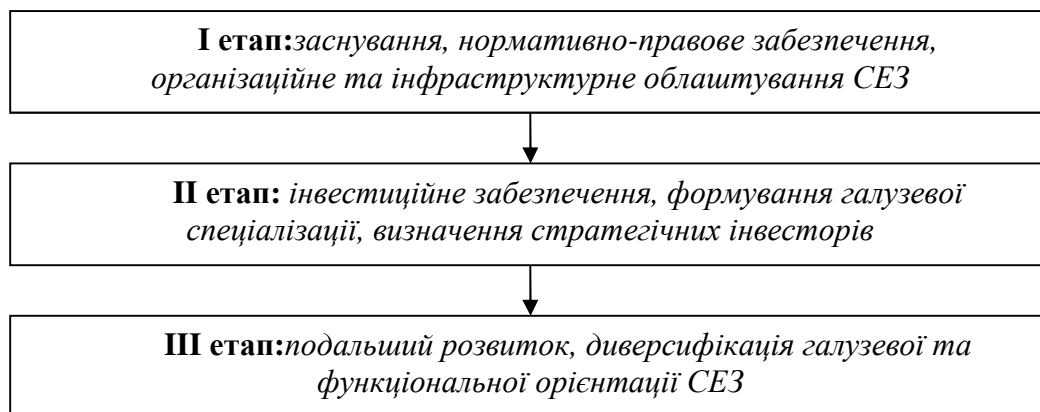 I етап:заснування, нормативно-правове забезпечення,
організаційне та інфраструктурне облаштування СЕЗ
II етап: інвестиційне забезпечення, формування галузевої
спеціалізації, визначення стратегічних інвесторів
III етап:подальший розвиток, диверсифікація галузевої та
функціональної орієнтації СЕЗ